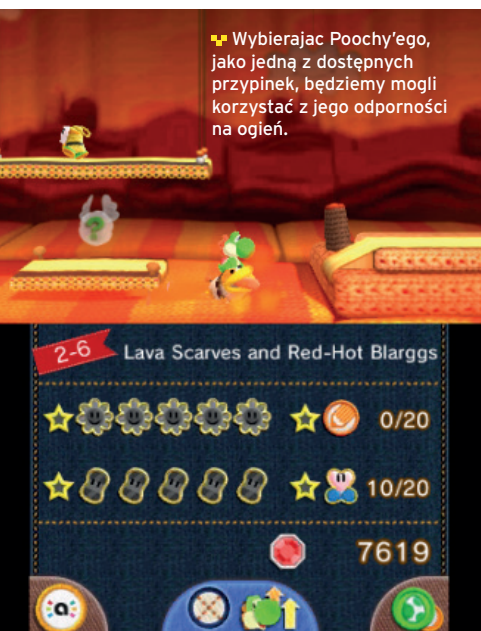 Wybierajac Poochy’ego,
jako jedną z dostępnych
przypinek, będziemy mogli
korzystać z jego odporności
na ogień.
2-6 Lava Scarves and Red-Hot Blarggs
0/20
10/20
7619
a